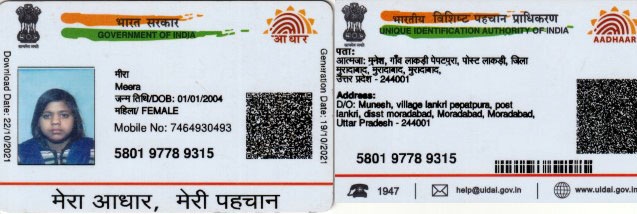 भारत सरकार
GOVERNMENT OF INDIA
आधार
Download Date: 22/10/2021
मीरा
Meera
जन्म तिथि/DOB: 01/01/2004
महिला/ FEMALE
Mobile No: 7464930493
5801 9778 9315
Generation Date: 19/10/2021
मेरा आधार, मेरी पहचान
भारतीय विशिष्ट पहचान प्राधिकरण
UNIQUE IDENTIFICATION AUTHORITY OF INDIA
AADHAAR
पता:
आत्मजा: मुनेश, गाँव लाकड़ी पेपटपुरा, पोस्ट लाकड़ी, जिला
मुरादाबाद, मुरादाबाद, मुरादाबाद,
उत्तर प्रदेश - 244001
Address:
D/O: Munesh, village lankri pepatpura, post
lankri, disst moradabad, Moradabad, Moradabad,
Uttar Pradesh - 244001
5801 9778 9315
1947
help@uidai.gov.in
www.uidai.gov.in